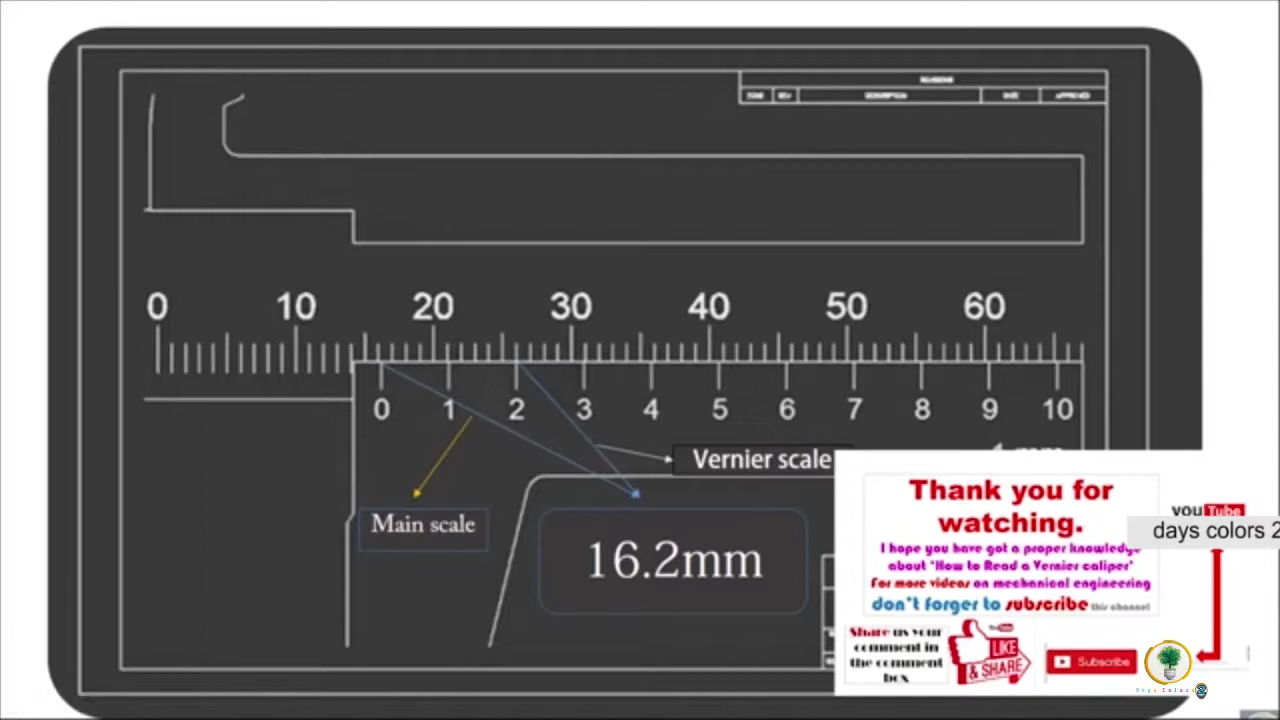 0 10 20 30 40 50 60
0 1 2 3 4 5 6 7 8 9 10
Vernier scale
Main scale
16.2mm
Thank you for
watching.
I hope you have got a proper knowledge
about "How to Read a Vernier caliper"
For more videos on mechanical engineering
don't forger to subscribe this channel
Share us your
comment in
the comment
box
LIKE
& SHARE
Subscribe
youTube
days colors 2